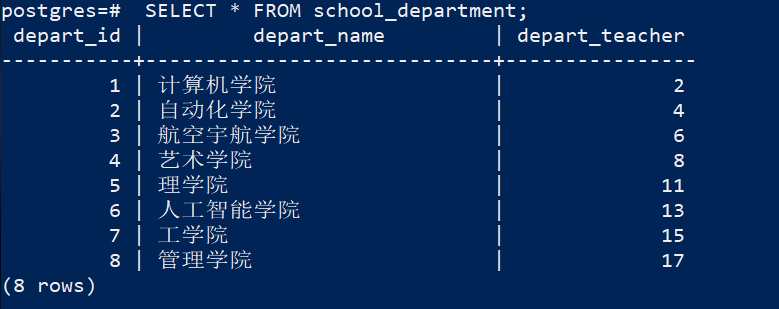 postgres=#  SELECT * FROM school_department;
 depart_id |         depart_name          | depart_teacher
-----------+------------------------------+----------------
         1 | 计算机学院                   |              2
         2 | 自动化学院                   |              4
         3 | 航空宇航学院                 |              6
         4 | 艺术学院                     |              8
         5 | 理学院                       |             11
         6 | 人工智能学院                 |             13
         7 | 工学院                       |             15
         8 | 管理学院                     |             17
(8 rows)